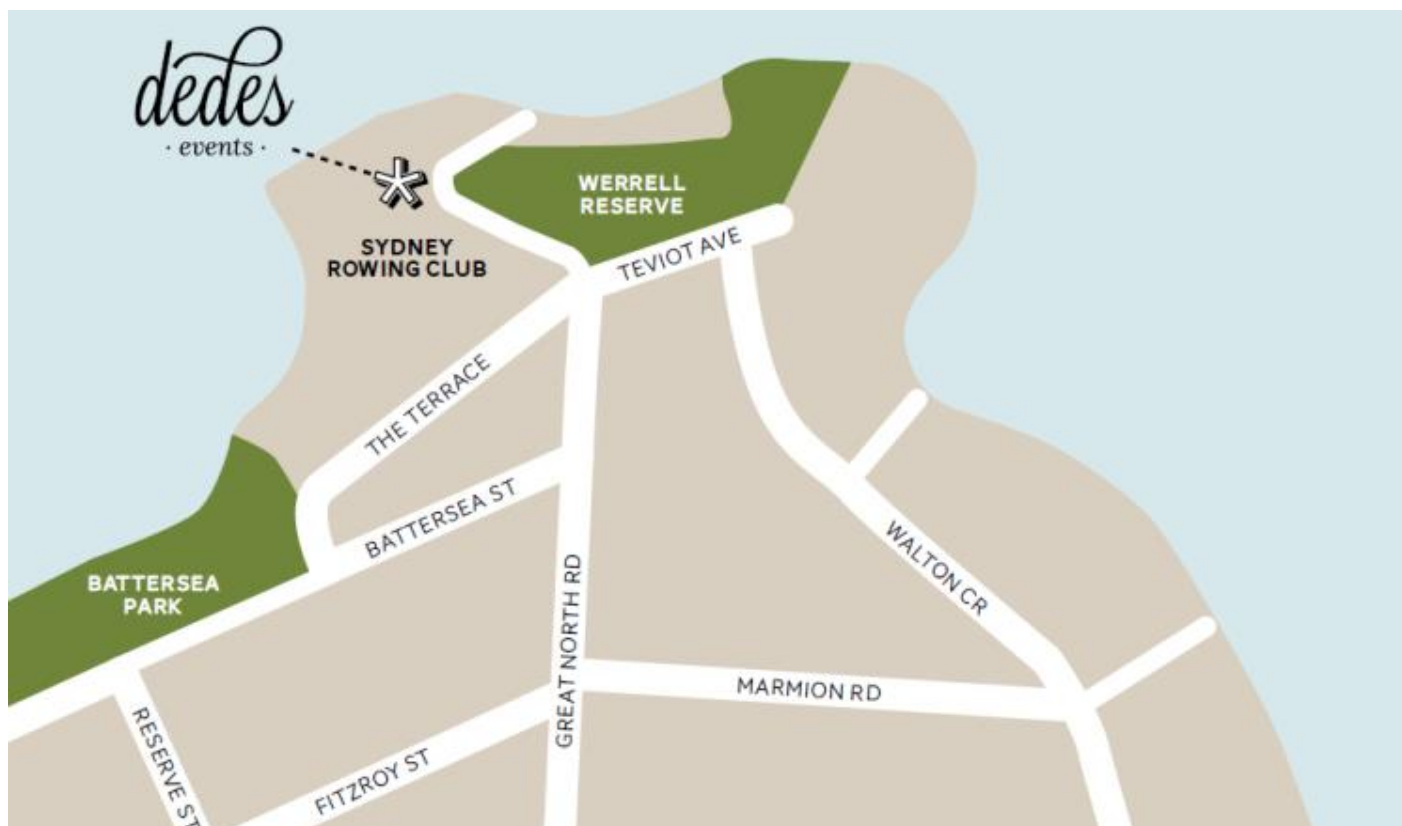 dedes
· events ·
WERRELL
RESERVE
SYDNEY
ROWING CLUB
TEVIOT AVE
THE TERRACE
BATTERSEA ST
BATTERSEA
PARK
GREAT NORTH RD
WALTON CR
MARMION RD
RESERVE ST
FITZROY ST